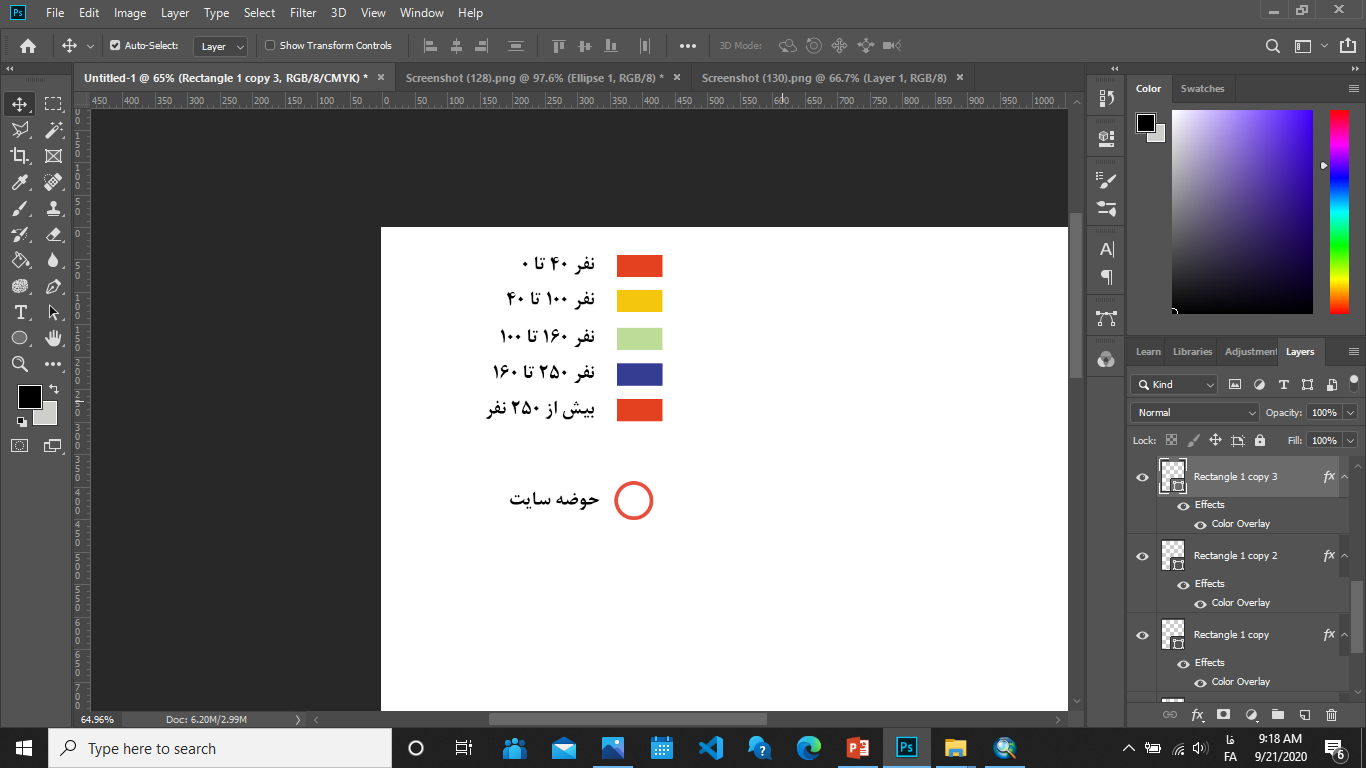 Ps File Edit Image Layer Type Select Filter 3D View Window Help
Auto-Select: Layer Show Transform Controls 3D Mode:
Untitled-1 @ 65% (Rectangle 1 copy 3, RGB/8/CMYK) * Screenshot (128).png @ 97.6% (Ellipse 1, RGB/8) * Screenshot (130).png @ 66.7% (Layer 1, RGB/8)
450 400 350 300 250 200 150 100 50 0 50 100 150 200 250 300 350 400 450 500 550 600 650 700 750 800 850 900 950 1000
نفر ۴۰ تا ۰
نفر ۱۰۰ تا ۴۰
نفر ۱۶۰ تا ۱۰۰
نفر ۲۵۰ تا ۱۶۰
بیش از ۲۵۰ نفر
حوضه سایت
Color Swatches
Learn Libraries Adjustment Layers
Kind
Normal Opacity: 100%
Lock: Fill: 100%
Rectangle 1 copy 3 fx
Effects
Color Overlay
Rectangle 1 copy 2 fx
Effects
Color Overlay
Rectangle 1 copy fx
Effects
Color Overlay
64.96% Doc: 6.20M/2.99M
Type here to search
فا
FA
9:18 AM
9/21/2020
6